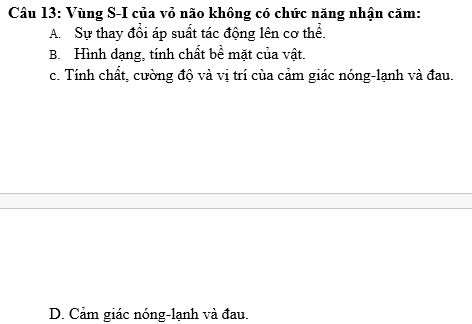 Câu 13: Vùng S-I của vỏ não không có chức năng nhận căm:
A. Sự thay đổi áp suất tác động lên cơ thể.
B. Hình dạng, tính chất bề mặt của vật.
c. Tính chất, cường độ và vị trí cùa cảm giác nóng-lạnh và đau.
D. Cảm giác nóng-lạnh và đau.